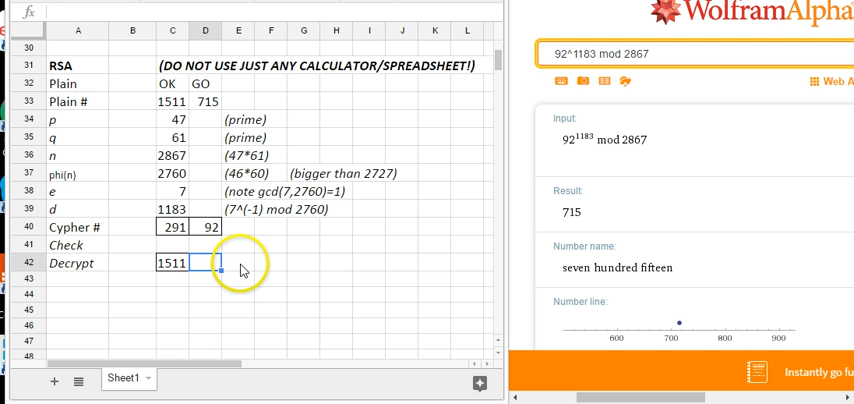 fx
WolframAlpha
92^1183 mod 2867
Web A
A B C D E F G H I J K L
30
31 RSA (DO NOT USE JUST ANY CALCULATOR/SPREADSHEET!)
32 Plain OK GO
33 Plain # 1511 715
34 p 47 (prime)
35 q 61 (prime)
36 n 2867 (47*61)
37 phi(n) 2760 (46*60) (bigger than 2727)
38 e 7 (note gcd(7,2760)=1)
39 d 1183 (7^(-1) mod 2760)
40 Cypher # 291 92
41 Check
42 Decrypt 1511
43
44
45
46
47
48
Sheet1
Input:
92^1183 mod 2867
Result:
715
Number name:
seven hundred fifteen
Number line:
600 700 800 900
Instantly go fu